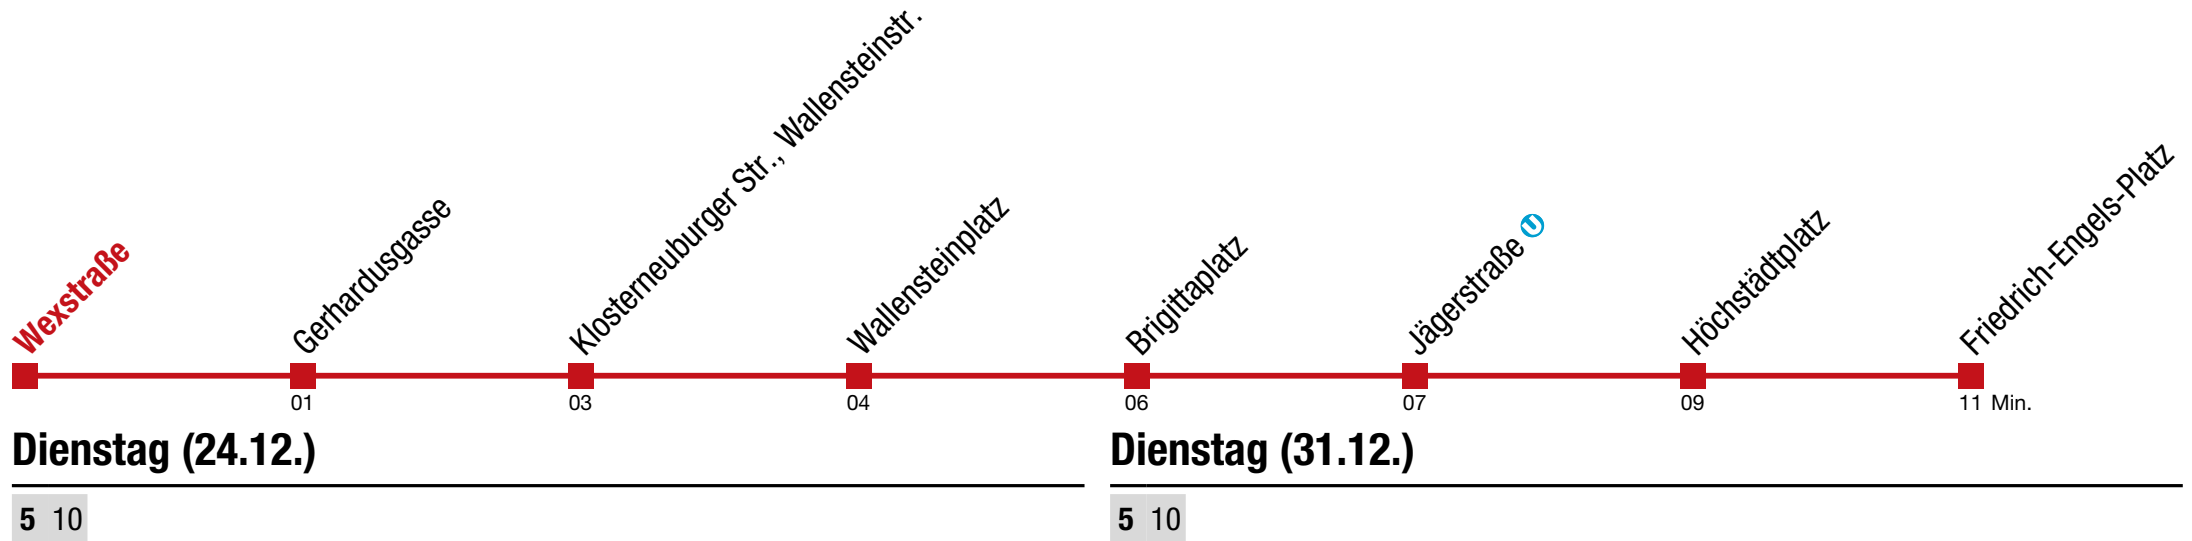 Wexstraße
Gerhardusgasse
Klosterneuburger Str., Wallensteinstr.
Wallensteinplatz
Brigittaplatz
Jägerstraße U
Höchstädtplatz
Friedrich-Engels-Platz
01 03 04 06 07 09 11 Min.
Dienstag (24.12.)
5 10
Dienstag (31.12.)
5 10